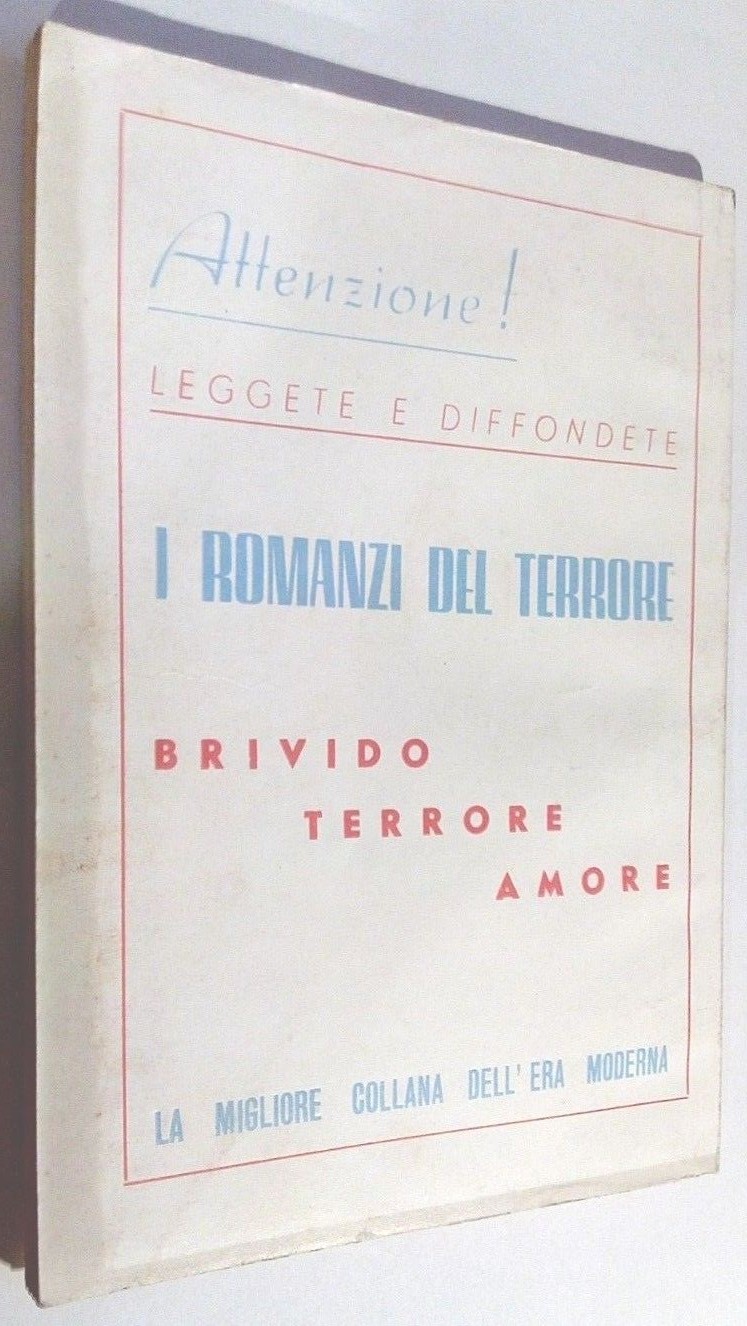 Attenzione!
LEGGETE E DIFFONDETE
I ROMANZI DEL TERRORE
BRIVIDO
TERRORE
AMORE
LA MIGLIORE COLLANA DELL'ERA MODERNA